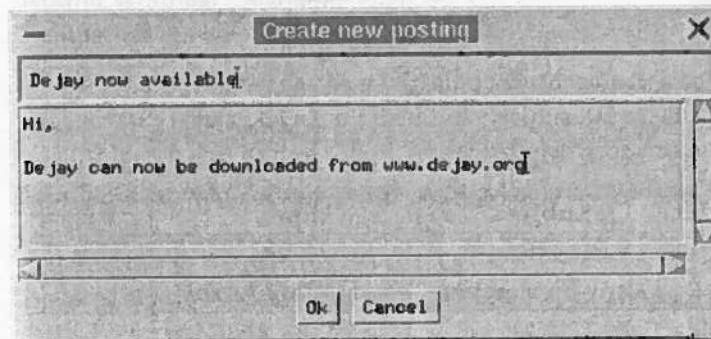 Create new posting
Dejay now available
Hi,
Dejay can now be downloaded from www.dejay.org
Ok Cancel